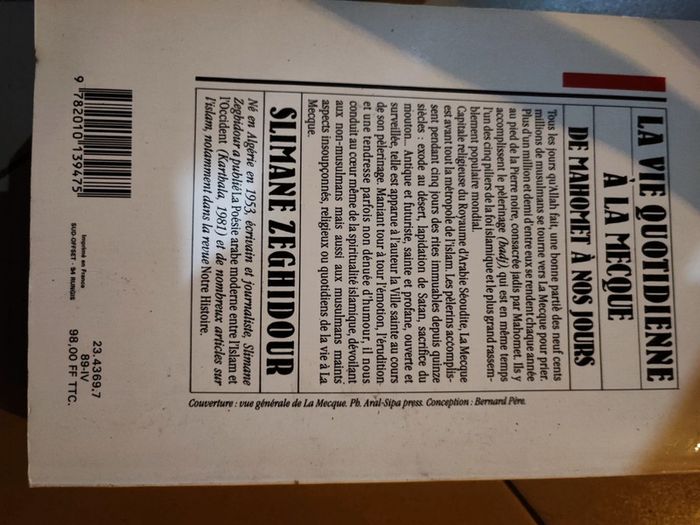 LA VIE QUOTIDIENNE
À LA MECQUE
DE MAHOMET À NOS JOURS
Tous les jours qu'Allah fait, une bonne partiè des neuf cents
millions de musulmans se tourne vers La Mecque pour prier.
Plus d'un million et demi d'entre eux se rendent chaque année
au pied de la Pierre noire, consacrée jadis par Mahomet. Ils y
accomplissent le pèlerinage (hadj), qui est en même temps
l'un des cinq piliers de la foi islamique et le plus grand rassem-
blement populaire mondial.
Capitale religieuse du Royaume d'Arabie Séoudite, La Mecque
est avant tout la métropole de l'islam. Les pèlerins accomplis-
sent pendant cinq jours des rites immuables depuis quinze
siècles : exode au désert, lapidation de Satan, sacrifice du
mouton... Antique et futuriste, sainte et profane, ouverte et
surveillée, telle est apparue à l'auteur la Ville sainte au cours
de son pèlerinage. Maniant tour à tour l'émotion, l'érudition
et une tendresse parfois non dénuée d'humour, il nous
conduit au cœur même de la spiritualité islamique, dévoilant
aux non-musulmans mais aussi aux musulmans maints
aspects insoupçonnés, religieux ou quotidiens de la vie à La
Mecque.
SLIMANE ZEGHIDOUR
Né en Algérie en 1953, écrivain et journaliste, Slimane
Zeghidour a publié La Poésie arabe moderne entre l'Islam et
l'Occident (Karthala, 1981) et de nombreux articles sur
l'islam, notamment dans la revue Notre Histoire.
Couverture : vue générale de La Mecque. Ph. Aral-Sipa press. Conception : Bernard Père.
9 782010 139475
Imprimé en France
SUD-OFFSET - 94 RUNGIS
23.4369.7
89-IV
98,00 FF TTC.